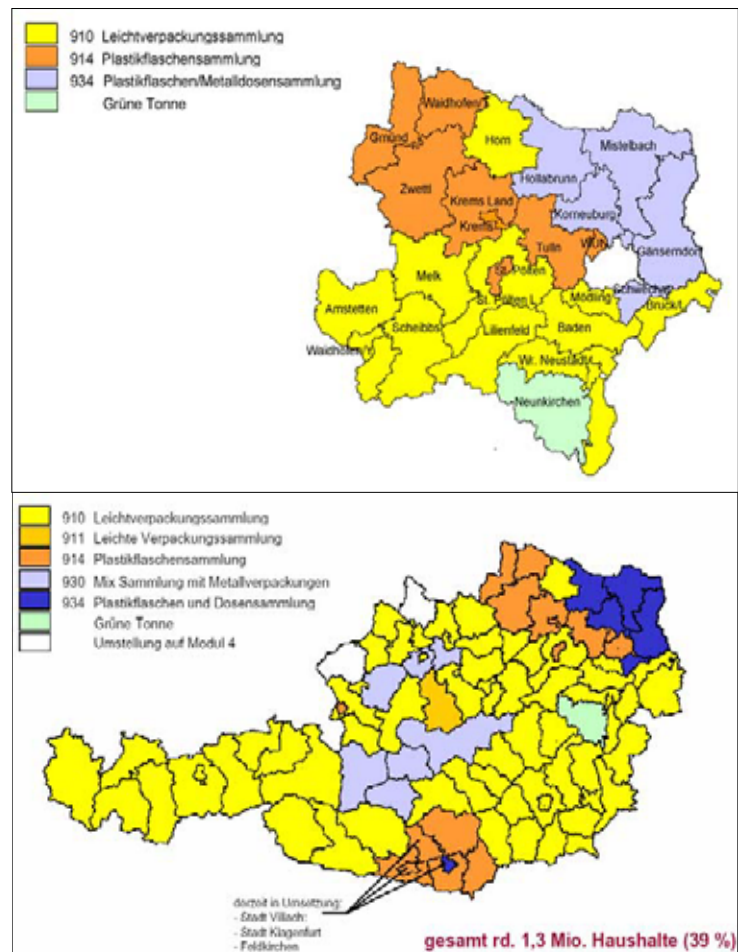 910 Leichtverpackungssammlung
914 Plastikflaschensammlung
934 Plastikflaschen/Metalldosensammlung
Grüne Tonne
Waidhofen/
Gmünd
Horn
Mistelbach
Hollabrunn
Zwettl
Krems Land
Korneuburg
Krems
Tulln
WU
Gänserndorf
Melk
St. Pölten
Schwechat
Amstetten
St. Pölten L.
Mödling
Bruck/L
Scheibbs
Lilienfeld
Baden
Waidhofen/Y
Wr. Neustadt
Neunkirchen
910 Leichtverpackungssammlung
911 Leichte Verpackungssammlung
914 Plastikflaschensammlung
930 Mix Sammlung mit Metallverpackungen
934 Plastikflaschen und Dosensammlung
Grüne Tonne
Umstellung auf Modul 4
derzeit in Umsetzung:
- Stadt Villach:
- Stadt Klagenfurt
- Feldkirchen
gesamt rd. 1,3 Mio. Haushalte (39 %)